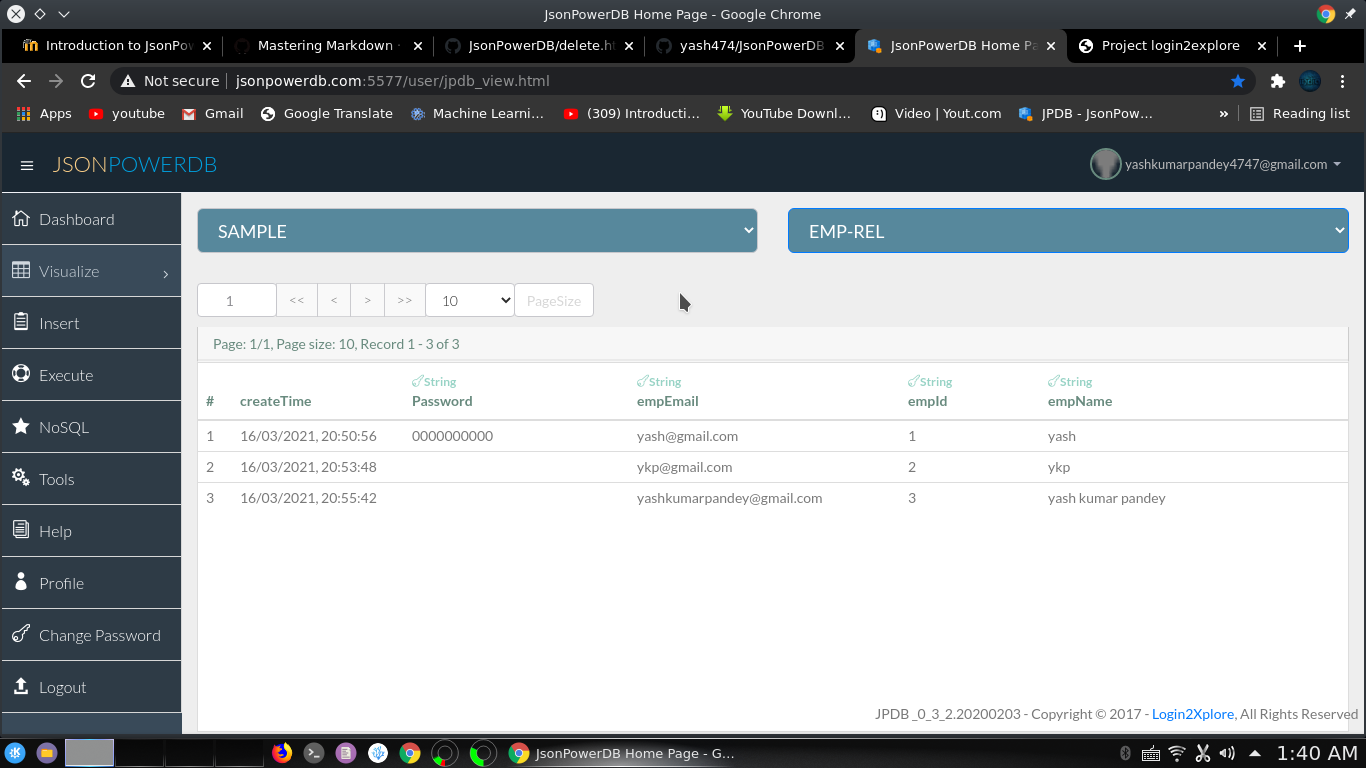 JsonPowerDB Home Page - Google Chrome
Introduction to JsonPow
Mastering Markdown ·
JsonPowerDB/delete.ht
yash474/JsonPowerDB
JsonPowerDB Home Pa
Project login2explore
Not secure | jsonpowerdb.com:5577/user/jpdb_view.html
Apps youtube Gmail Google Translate Machine Learni... (309) Introducti... YouTube Downl... Video | Yout.com JPDB - JsonPow... » Reading list
JSONPOWERDB
yashkumarpandey4747@gmail.com
Dashboard
Visualize
Insert
Execute
NoSQL
Tools
Help
Profile
Change Password
Logout
SAMPLE
EMP-REL
1 << < > >> 10 PageSize
Page: 1/1, Page size: 10, Record 1 - 3 of 3
String String String String
# createTime Password empEmail empId empName
1 16/03/2021, 20:50:56 0000000000 yash@gmail.com 1 yash
2 16/03/2021, 20:53:48 ykp@gmail.com 2 ykp
3 16/03/2021, 20:55:42 yashkumarpandey@gmail.com 3 yash kumar pandey
JPDB _0_3_2.20200203 - Copyright © 2017 - Login2Xplore, All Rights Reserved
JsonPowerDB Home Page - G...
1:40 AM